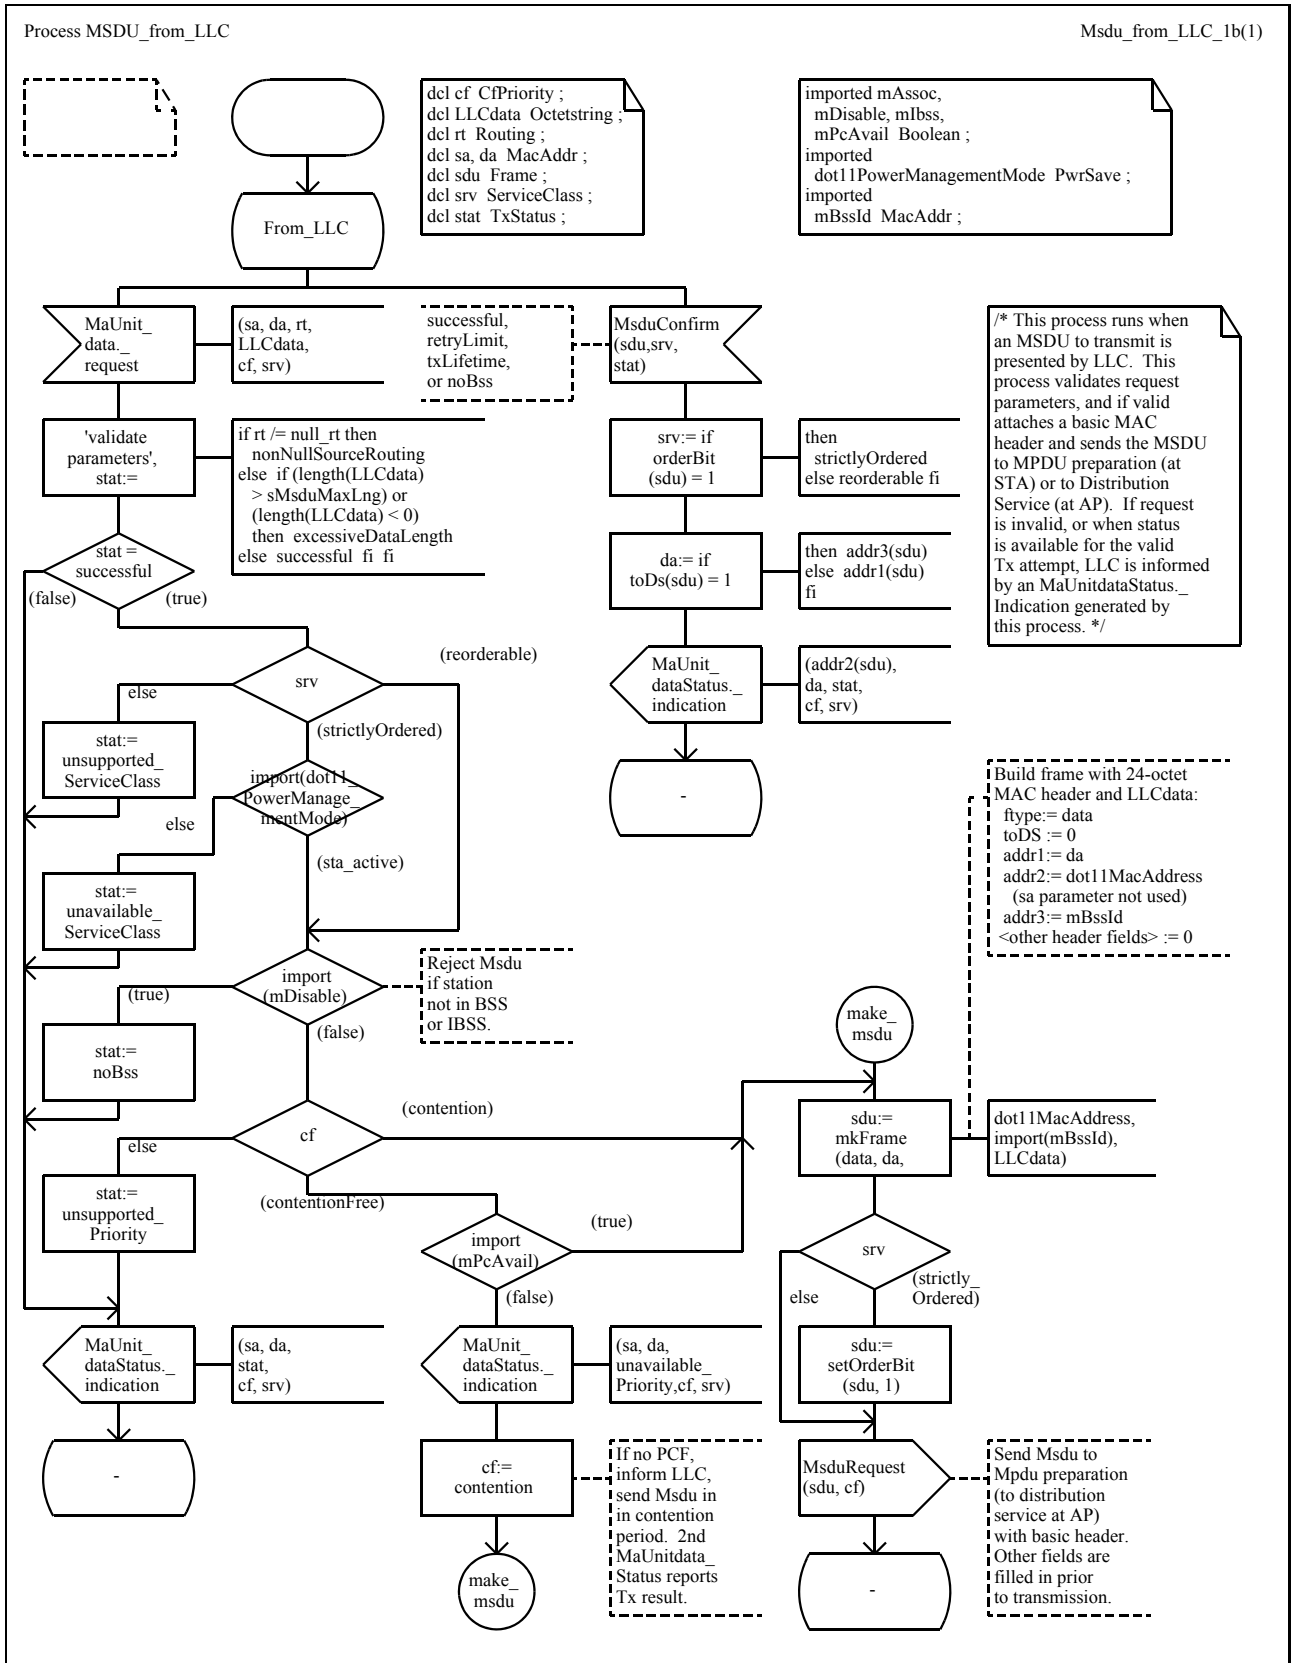 Process MSDU_from_LLC
Msdu_from_LLC_1b(1)
dcl cf  CfPriority ;
dcl LLCdata  Octetstring ;
dcl rt  Routing ;
dcl sa, da  MacAddr ;
dcl sdu  Frame ;
dcl srv  ServiceClass ;
dcl stat  TxStatus ;
imported mAssoc,
mDisable, mIbss,
mPcAvail  Boolean ;
imported
dot11PowerManagementMode  PwrSave ;
imported
mBssId  MacAddr ;
From_LLC
MaUnit_
data._
request
(sa, da, rt,
LLCdata,
cf, srv)
successful,
retryLimit,
txLifetime,
or noBss
MsduConfirm
(sdu,srv,
stat)
/* This process runs when
an MSDU to transmit is
presented by LLC.  This
process validates request
parameters, and if valid
attaches a basic MAC
header and sends the MSDU
to MPDU preparation (at
STA) or to Distribution
Service (at AP).  If request
is invalid, or when status
is available for the valid
Tx attempt, LLC is informed
by an MaUnitdataStatus._
Indication generated by
this process. */
'validate
parameters',
stat:=
if rt /= null_rt then
nonNullSourceRouting
else  if (length(LLCdata)
> sMsduMaxLng) or
(length(LLCdata) < 0)
then  excessiveDataLength
else  successful  fi  fi
srv:= if
orderBit
(sdu) = 1
then
strictlyOrdered
else reorderable fi
stat =
successful
(false)
(true)
da:= if
toDs(sdu) = 1
then  addr3(sdu)
else  addr1(sdu)
fi
(reorderable)
srv
else
(strictlyOrdered)
MaUnit_
dataStatus._
indication
(addr2(sdu),
da, stat,
cf, srv)
stat:=
unsupported_
ServiceClass
import(dot11_
PowerManage_
mentMode)
else
(sta_active)
-
Build frame with 24-octet
MAC header and LLCdata:
ftype:= data
toDS := 0
addr1:= da
addr2:= dot11MacAddress
(sa parameter not used)
addr3:= mBssId
<other header fields> := 0
stat:=
unavailable_
ServiceClass
import
(mDisable)
(true)
(false)
Reject Msdu
if station
not in BSS
or IBSS.
make_
msdu
stat:=
noBss
(contention)
cf
else
(contentionFree)
sdu:=
mkFrame
(data, da,
dot11MacAddress,
import(mBssId),
LLCdata)
stat:=
unsupported_
Priority
(true)
import
(mPcAvail)
(false)
srv
else
(strictly_
Ordered)
MaUnit_
dataStatus._
indication
(sa, da,
stat,
cf, srv)
MaUnit_
dataStatus._
indication
(sa, da,
unavailable_
Priority,cf, srv)
sdu:=
setOrderBit
(sdu, 1)
-
cf:=
contention
If no PCF,
inform LLC,
send Msdu in
in contention
period.  2nd
MaUnitdata_
Status reports
Tx result.
MsduRequest
(sdu, cf)
Send Msdu to
Mpdu preparation
(to distribution
service at AP)
with basic header.
Other fields are
filled in prior
to transmission.
make_
msdu
-